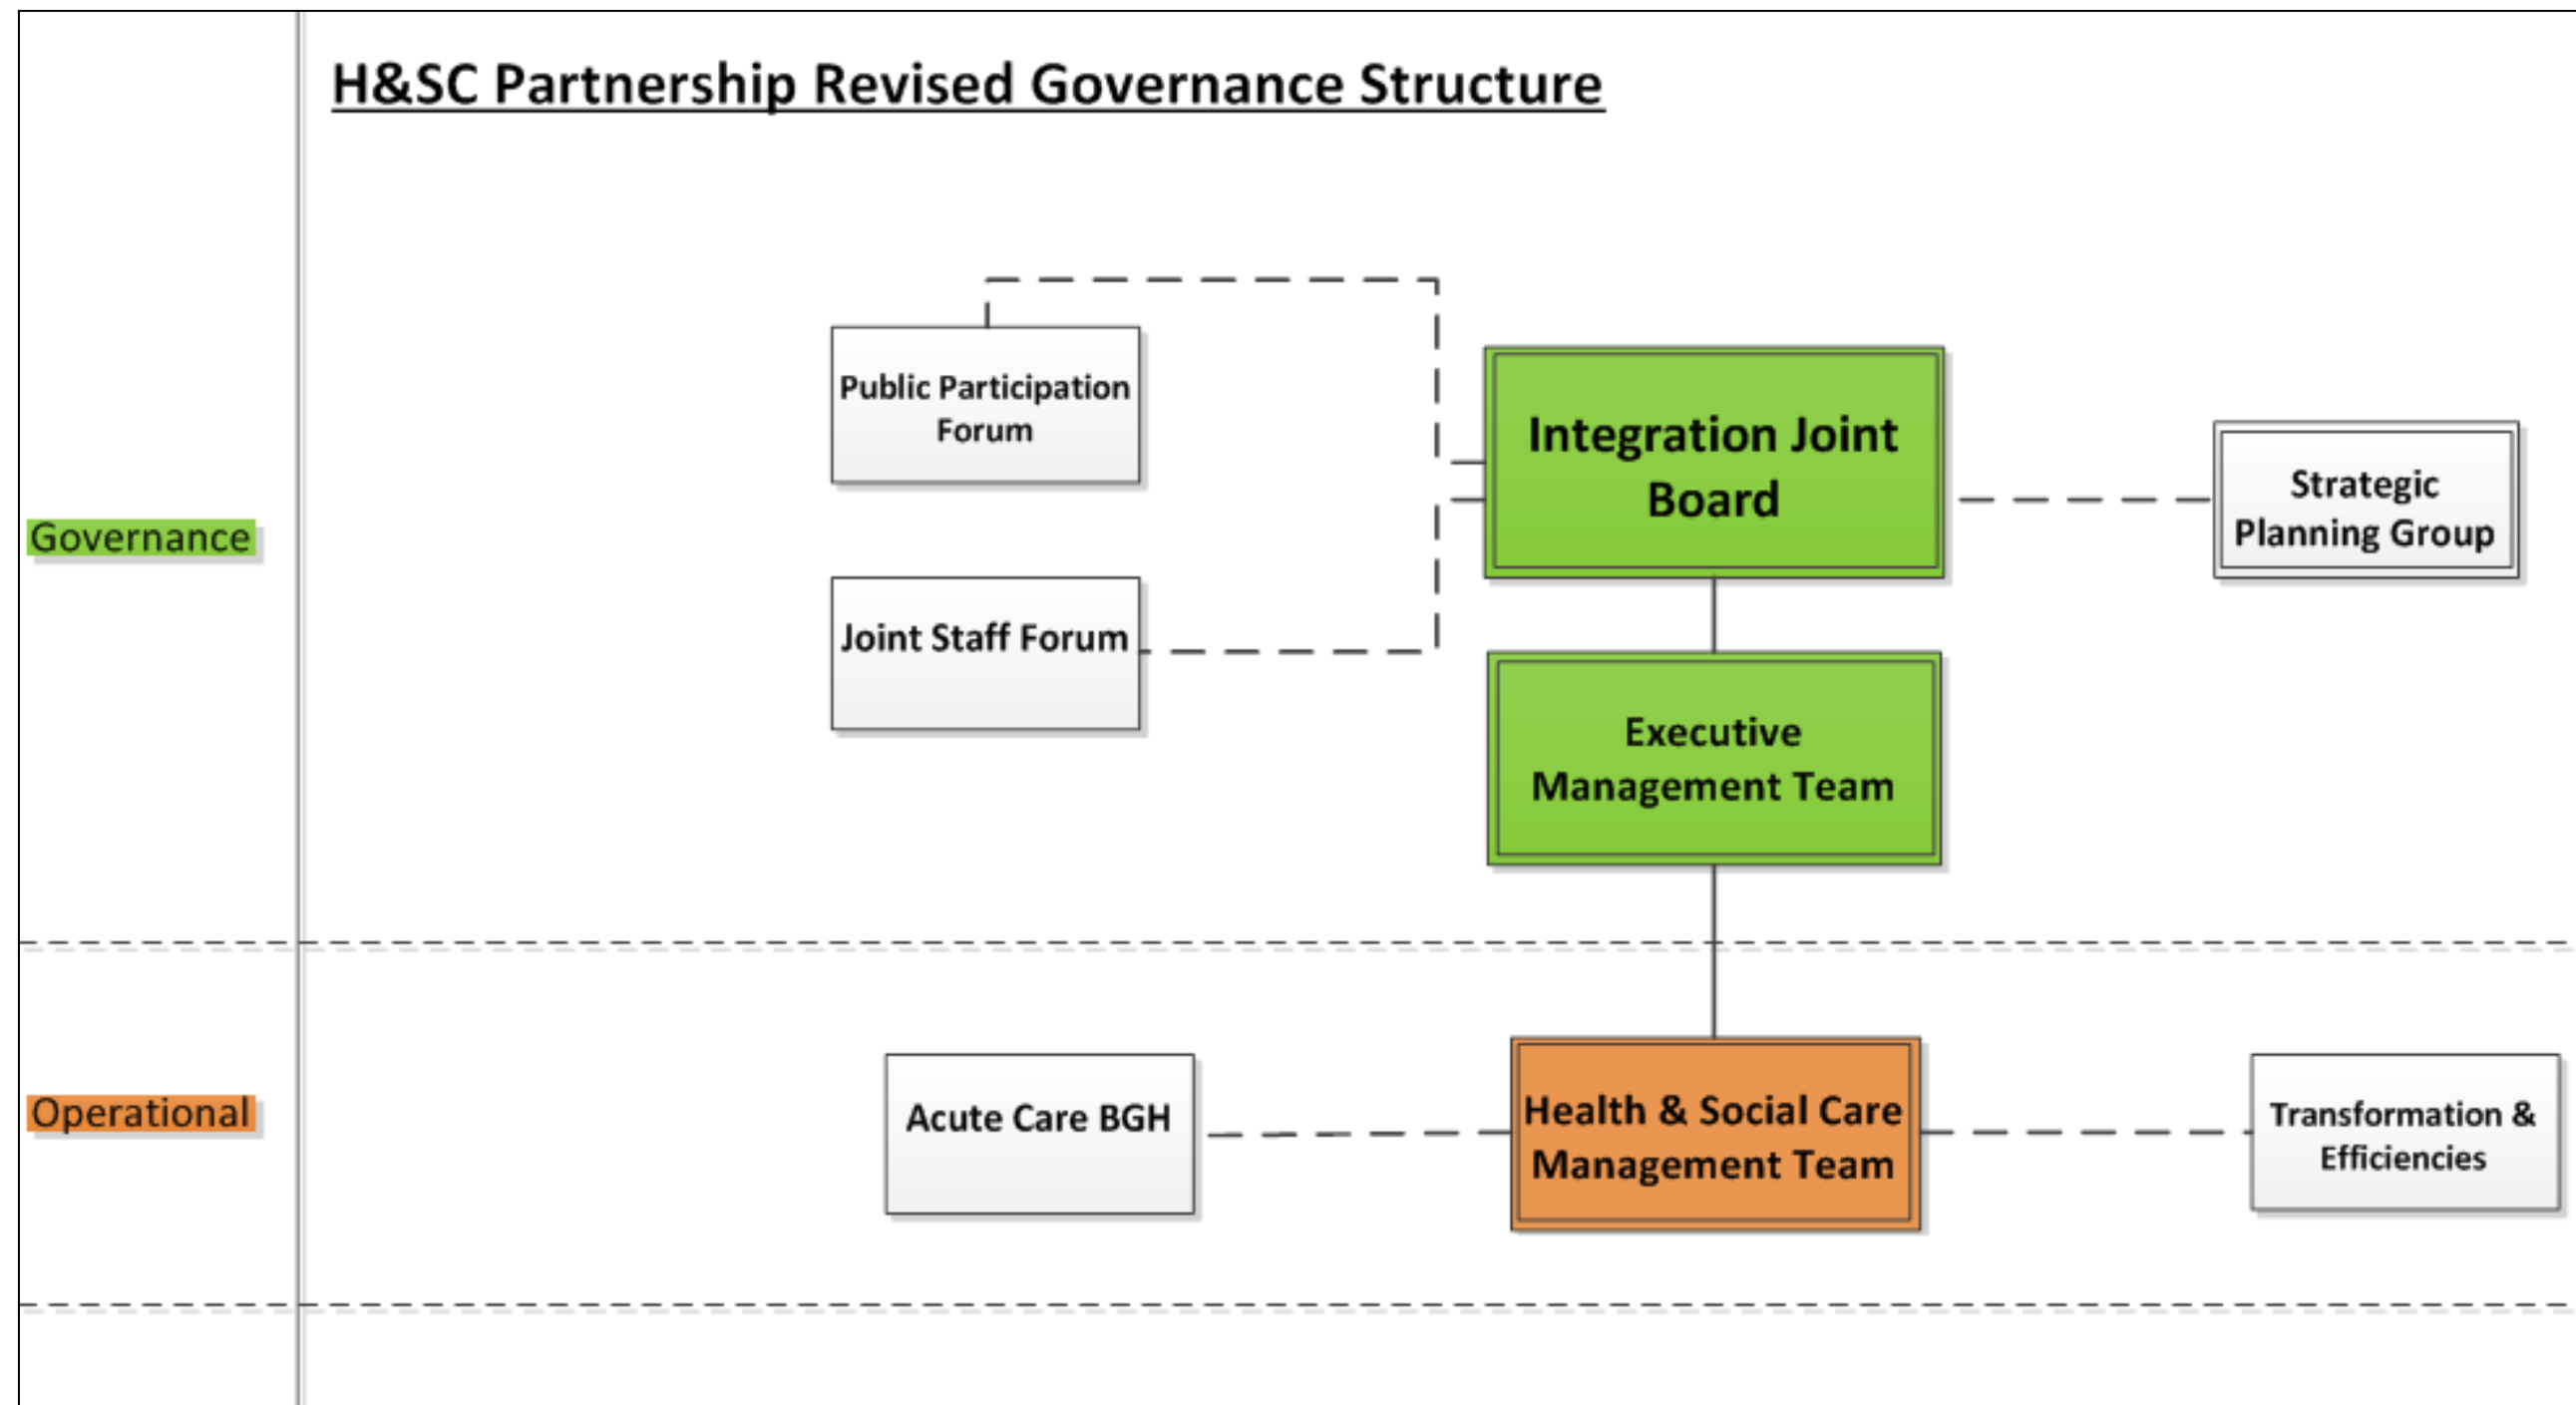 H&SC Partnership Revised Governance Structure
Public Participation
Forum
Integration Joint
Board
Strategic
Planning Group
Governance
Joint Staff Forum
Executive
Management Team
Operational
Acute Care BGH
Health & Social Care
Management Team
Transformation &
Efficiencies